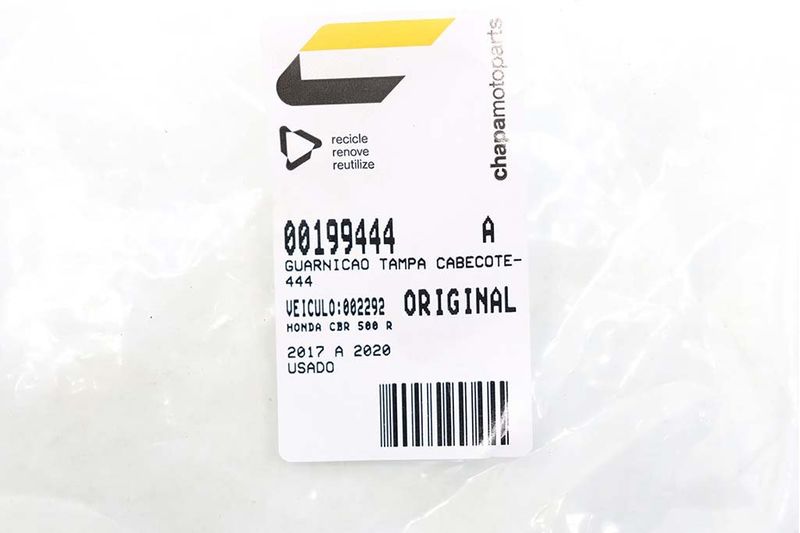 chapamotoparts
recicle
renove
reutilize
00199444 A
GUARNICAO TAMPA CABECOTE-
444
VEICULO:002292 ORIGINAL
HONDA CBR 500 R
2017 A 2020
USADO